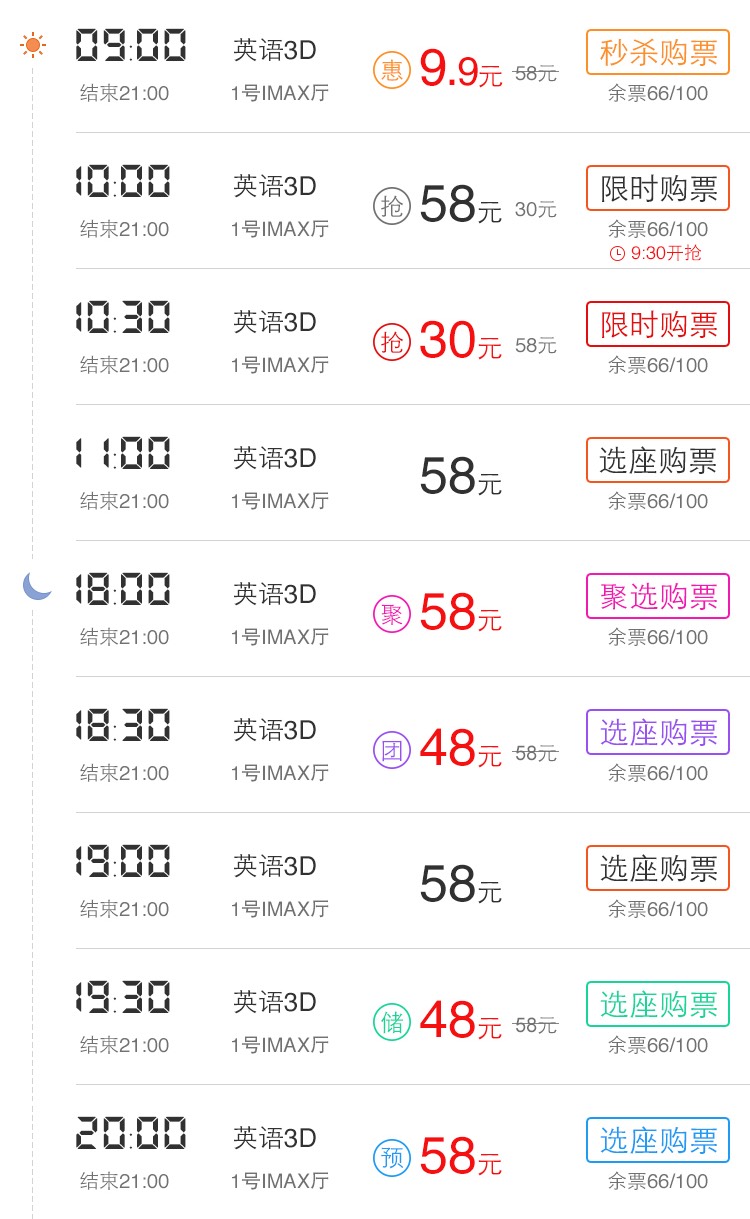 09:00 英语3D 惠 9.9元 58元 秒杀购票
结束21:00 1号IMAX厅 余票66/100
10:00 英语3D 抢 58元 30元 限时购票
结束21:00 1号IMAX厅 余票66/100
9:30开抢
10:30 英语3D 抢 30元 58元 限时购票
结束21:00 1号IMAX厅 余票66/100
11:00 英语3D 58元 选座购票
结束21:00 1号IMAX厅 余票66/100
18:00 英语3D 聚 58元 聚选购票
结束21:00 1号IMAX厅 余票66/100
18:30 英语3D 团 48元 58元 选座购票
结束21:00 1号IMAX厅 余票66/100
19:00 英语3D 58元 选座购票
结束21:00 1号IMAX厅 余票66/100
19:30 英语3D 储 48元 58元 选座购票
结束21:00 1号IMAX厅 余票66/100
20:00 英语3D 预 58元 选座购票
结束21:00 1号IMAX厅 余票66/100